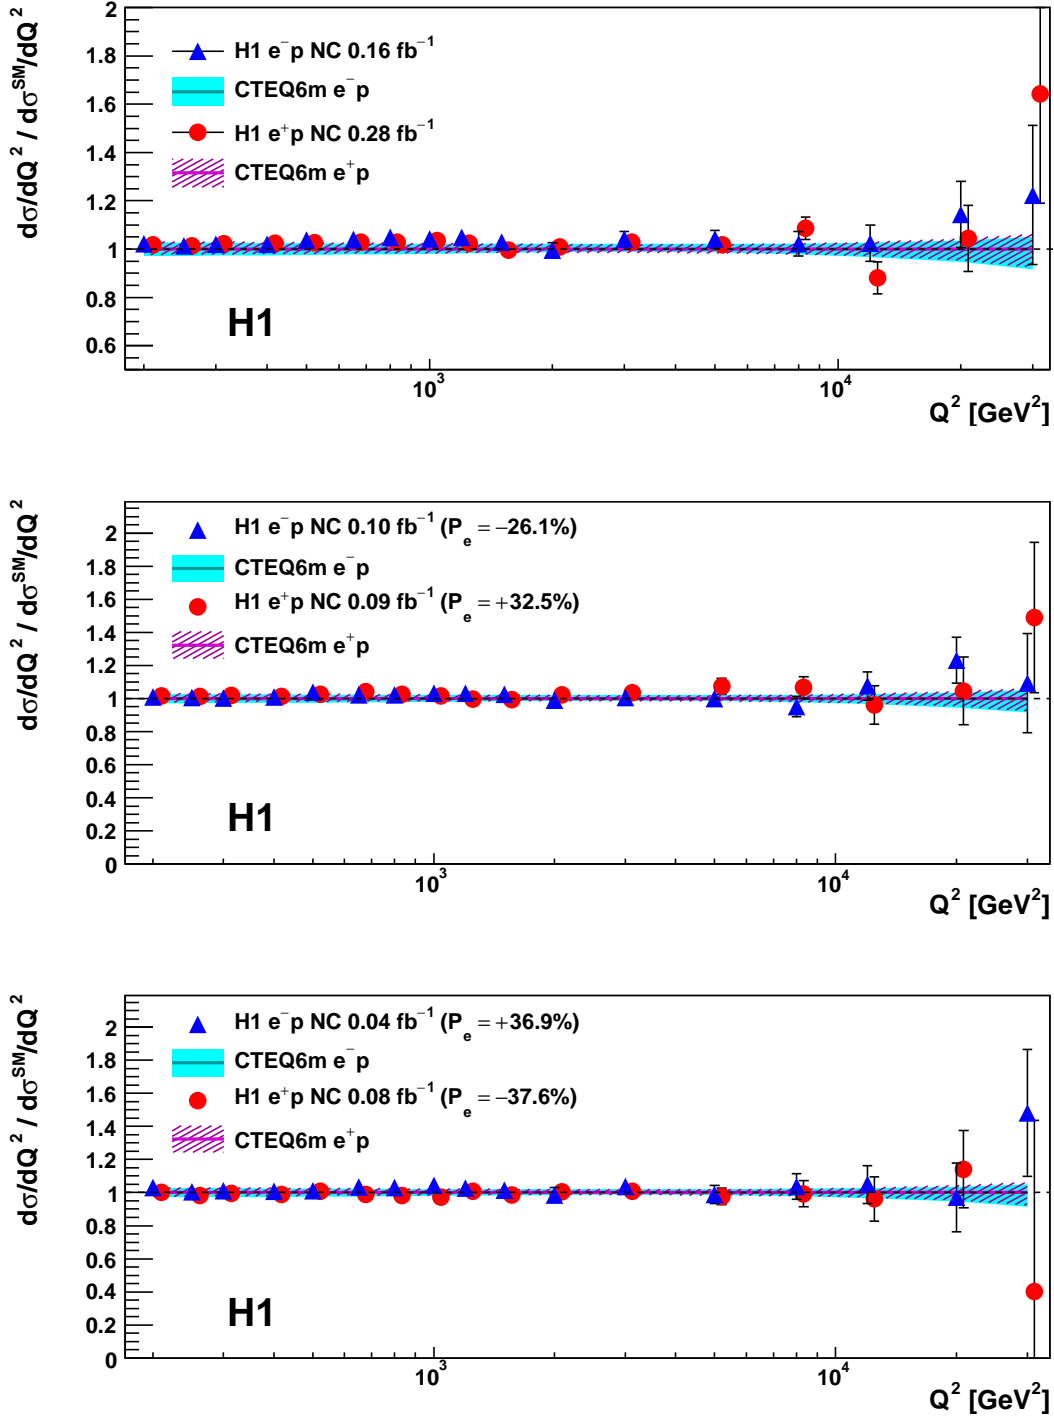 dσ/dQ² / dσ^SM/dQ²
2
1.8
1.6
1.4
1.2
1
0.8
0.6
H1 e⁻p NC 0.16 fb⁻¹
CTEQ6m e⁻p
H1 e⁺p NC 0.28 fb⁻¹
CTEQ6m e⁺p
H1
10³
10⁴
Q² [GeV²]
dσ/dQ² / dσ^SM/dQ²
2
1.8
1.6
1.4
1.2
1
0.8
0.6
0.4
0.2
0
H1 e⁻p NC 0.10 fb⁻¹ (P_e = −26.1%)
CTEQ6m e⁻p
H1 e⁺p NC 0.09 fb⁻¹ (P_e = +32.5%)
CTEQ6m e⁺p
H1
10³
10⁴
Q² [GeV²]
dσ/dQ² / dσ^SM/dQ²
2
1.8
1.6
1.4
1.2
1
0.8
0.6
0.4
0.2
0
H1 e⁻p NC 0.04 fb⁻¹ (P_e = +36.9%)
CTEQ6m e⁻p
H1 e⁺p NC 0.08 fb⁻¹ (P_e = −37.6%)
CTEQ6m e⁺p
H1
10³
10⁴
Q² [GeV²]